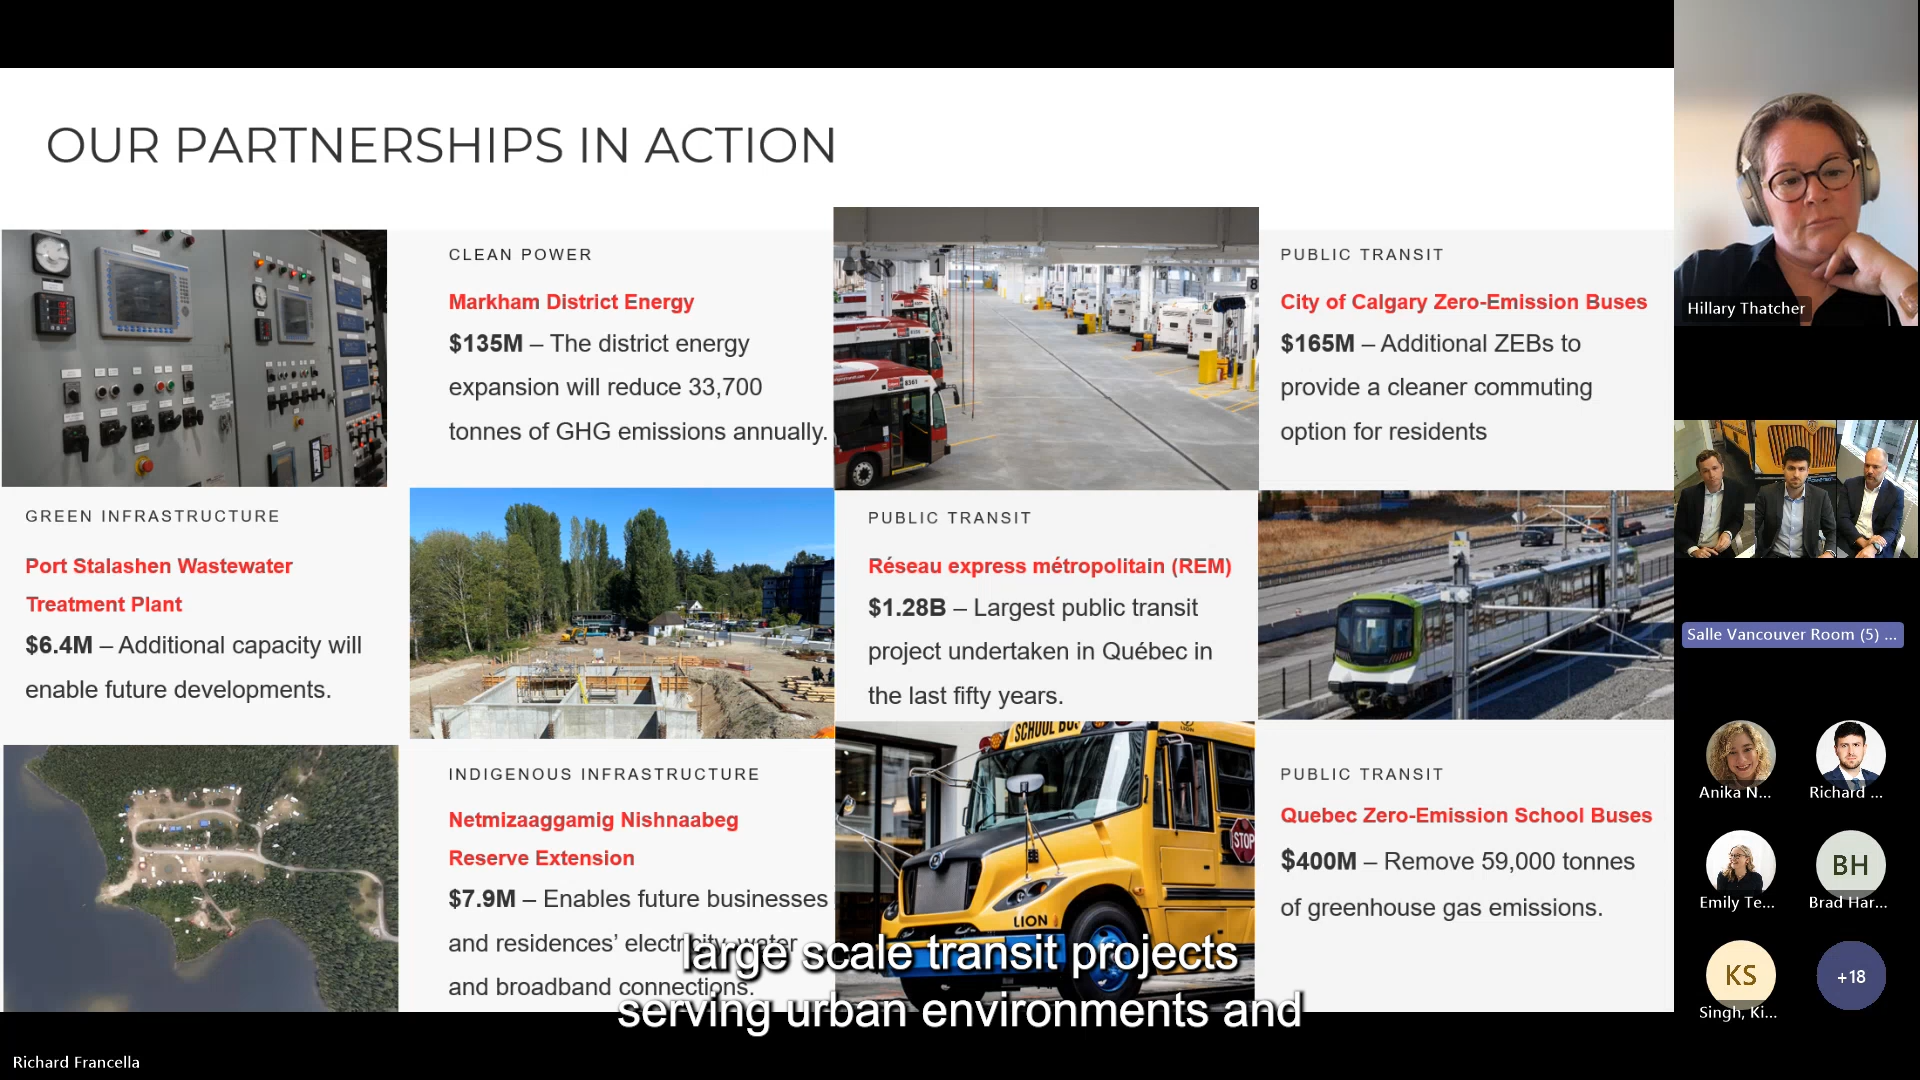 OUR PARTNERSHIPS IN ACTION
CLEAN POWER
Markham District Energy
$135M – The district energy
expansion will reduce 33,700
tonnes of GHG emissions annually.
PUBLIC TRANSIT
City of Calgary Zero-Emission Buses
$165M – Additional ZEBs to
provide a cleaner commuting
option for residents
GREEN INFRASTRUCTURE
Port Stalashen Wastewater
Treatment Plant
$6.4M – Additional capacity will
enable future developments.
PUBLIC TRANSIT
Réseau express métropolitain (REM)
$1.28B – Largest public transit
project undertaken in Québec in
the last fifty years.
INDIGENOUS INFRASTRUCTURE
Netmizaaggamig Nishnaabeg
Reserve Extension
$7.9M – Enables future businesses
and residences' electricity, water
and broadband connections.
SCHOOL BUS
LION
STOP
PUBLIC TRANSIT
Quebec Zero-Emission School Buses
$400M – Remove 59,000 tonnes
of greenhouse gas emissions.
large scale transit projects
serving urban environments and
Richard Francella
Hillary Thatcher
Salle Vancouver Room (5) ...
Anika N...
Richard ...
Emily Te...
BH
Brad Har...
KS
Singh, Ki...
+18